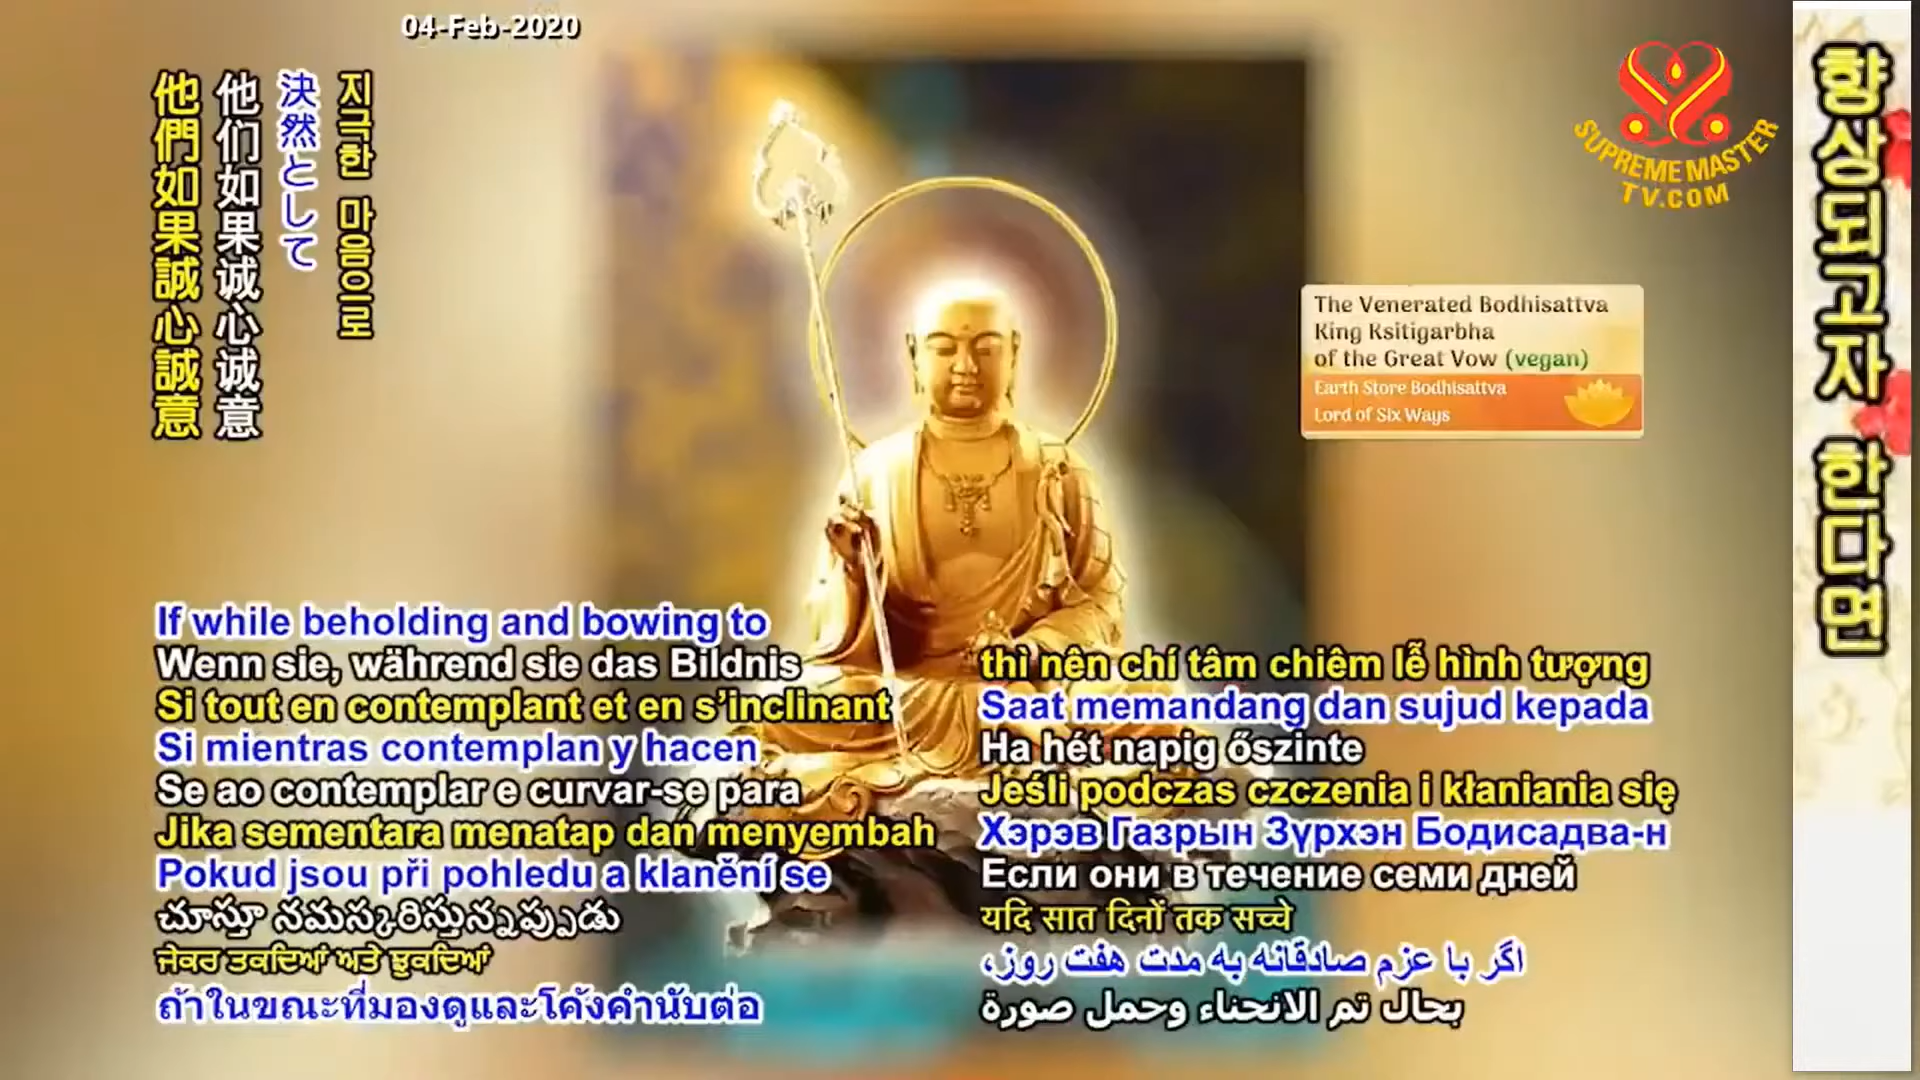 04-Feb-2020
他們如果誠心誠意
他们如果诚心诚意
決然として
지극한 마음으로
SUPREME MASTER
TV.COM
The Venerated Bodhisattva
King Ksitigarbha
of the Great Vow (vegan)
Earth Store Bodhisattva
Lord of Six Ways
향상되고자 한다면
If while beholding and bowing to
Wenn sie, während sie das Bildnis
Si tout en contemplant et en s’inclinant
Si mientras contemplan y hacen
Se ao contemplar e curvar-se para
Jika sementara menatap dan menyembah
Pokud jsou při pohledu a klanění se
చూస్తూ నమస్కరిస్తున్నప్పుడు
ਜੇਕਰ ਤਕਦਿਆਂ ਅਤੇ ਝੁਕਦਿਆਂ
ถ้าในขณะที่มองดูและโค้งคำนับต่อ
thì nên chí tâm chiêm lễ hình tượng
Saat memandang dan sujud kepada
Ha hét napig őszinte
Jeśli podczas czczenia i kłaniania się
Хэрэв Газрын Зүрхэн Бодисадва-н
Если они в течение семи дней
यदि सात दिनों तक सच्चे
اگر با عزم صادقانه به مدت هفت روز،
بحال تم الانحناء وحمل صورة